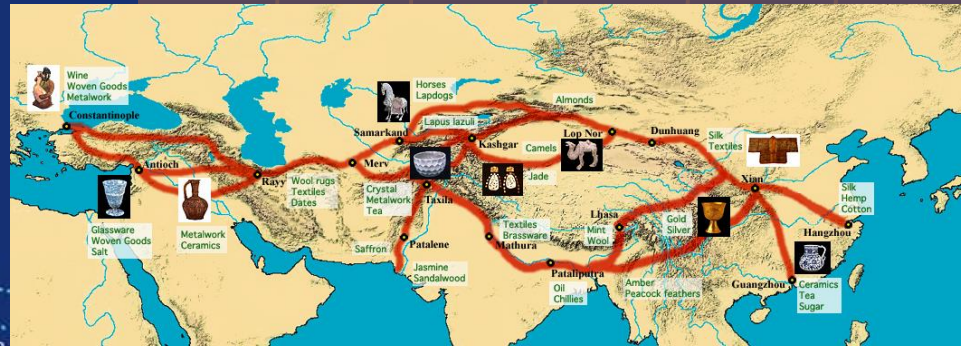 Wine
Woven Goods
Metalwork
Constantinople
Antioch
Glassware
Woven Goods
Salt
Metalwork
Ceramics
Rayy
Wool rugs
Textiles
Dates
Merv
Samarkand
Horses
Lapdogs
Lapus lazuli
Kashgar
Almonds
Camels
Lop Nor
Dunhuang
Jade
Crystal
Metalwork
Tea
Taxila
Saffron
Patalene
Jasmine
Sandalwood
Textiles
Brassware
Mathura
Pataliputra
Oil
Chillies
Lhasa
Mint
Wool
Gold
Silver
Amber
Peacock feathers
Silk
Textiles
Xian
Silk
Hemp
Cotton
Hangzhou
Guangzhou
Ceramics
Tea
Sugar